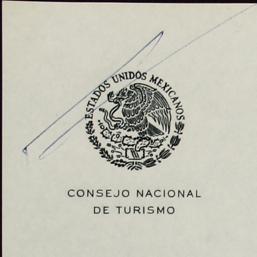 ESTADOS UNIDOS MEXICANOS
CONSEJO NACIONAL
DE TURISMO